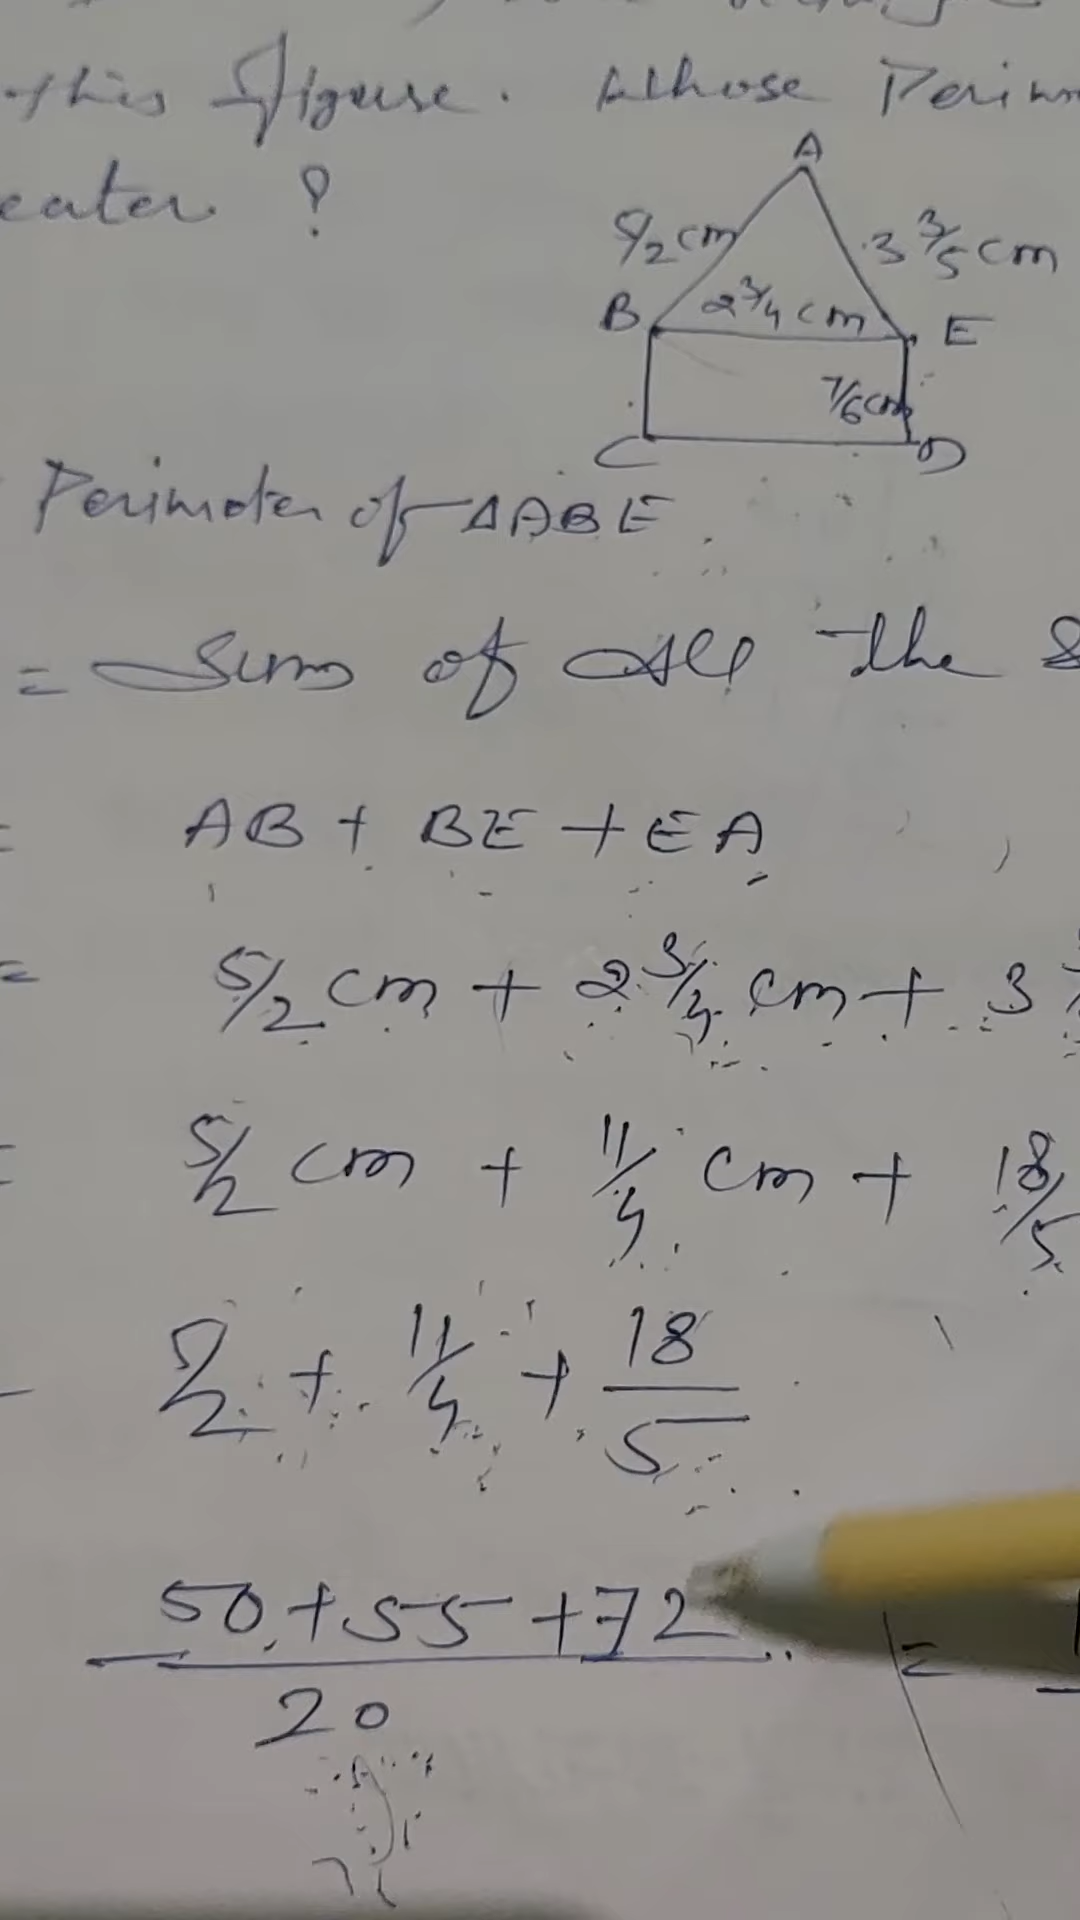 this figure. Whose Perim
eater ?
A
5/2 cm
3 3/5 cm
B
2 3/4 cm
E
7/6 cm
C
D
Perimeter of △ABE
= Sum of all the S
= AB + BE + EA
= 5/2 cm + 2 3/4 cm + 3
= 5/2 cm + 11/4 cm + 18/5
5/2 + 11/4 + 18/5
50 + 55 + 72 =
20